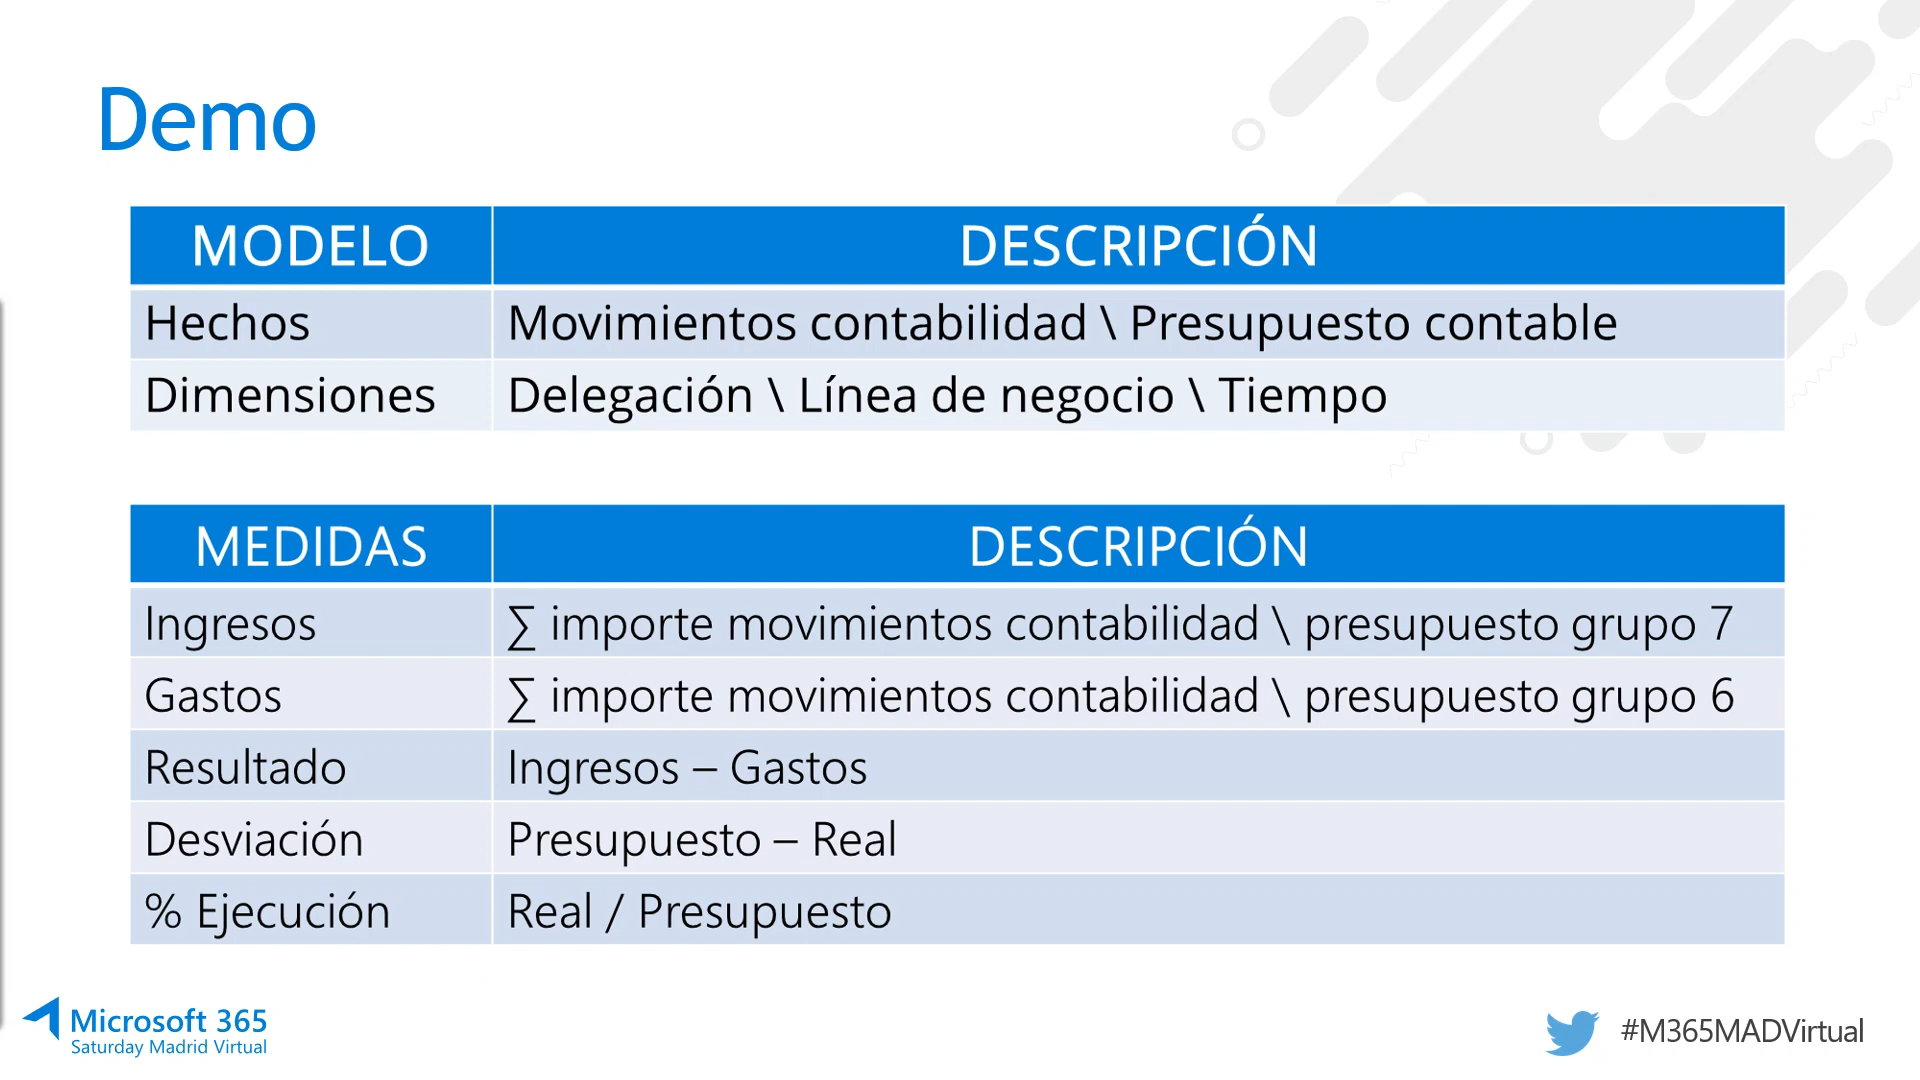 Demo
MODELO DESCRIPCIÓN
Hechos Movimientos contabilidad \ Presupuesto contable
Dimensiones Delegación \ Línea de negocio \ Tiempo
MEDIDAS DESCRIPCIÓN
Ingresos ∑ importe movimientos contabilidad \ presupuesto grupo 7
Gastos ∑ importe movimientos contabilidad \ presupuesto grupo 6
Resultado Ingresos – Gastos
Desviación Presupuesto – Real
% Ejecución Real / Presupuesto
Microsoft 365
Saturday Madrid Virtual
#M365MADVirtual